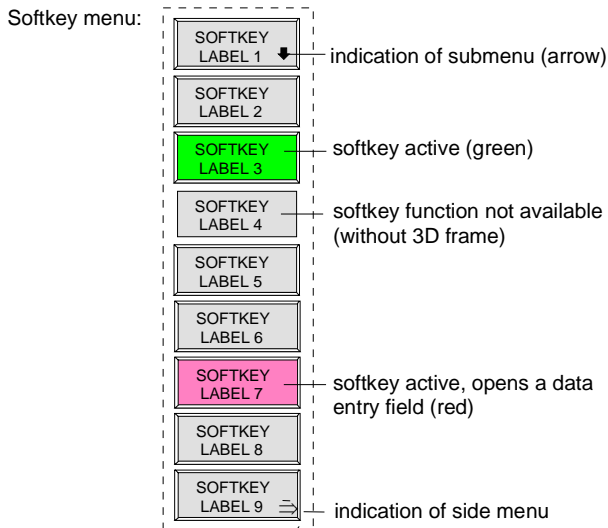 Softkey menu:
SOFTKEY
LABEL 1
indication of submenu (arrow)
SOFTKEY
LABEL 2
SOFTKEY
LABEL 3
softkey active (green)
SOFTKEY
LABEL 4
softkey function not available
(without 3D frame)
SOFTKEY
LABEL 5
SOFTKEY
LABEL 6
SOFTKEY
LABEL 7
softkey active, opens a data
entry field (red)
SOFTKEY
LABEL 8
SOFTKEY
LABEL 9
indication of side menu